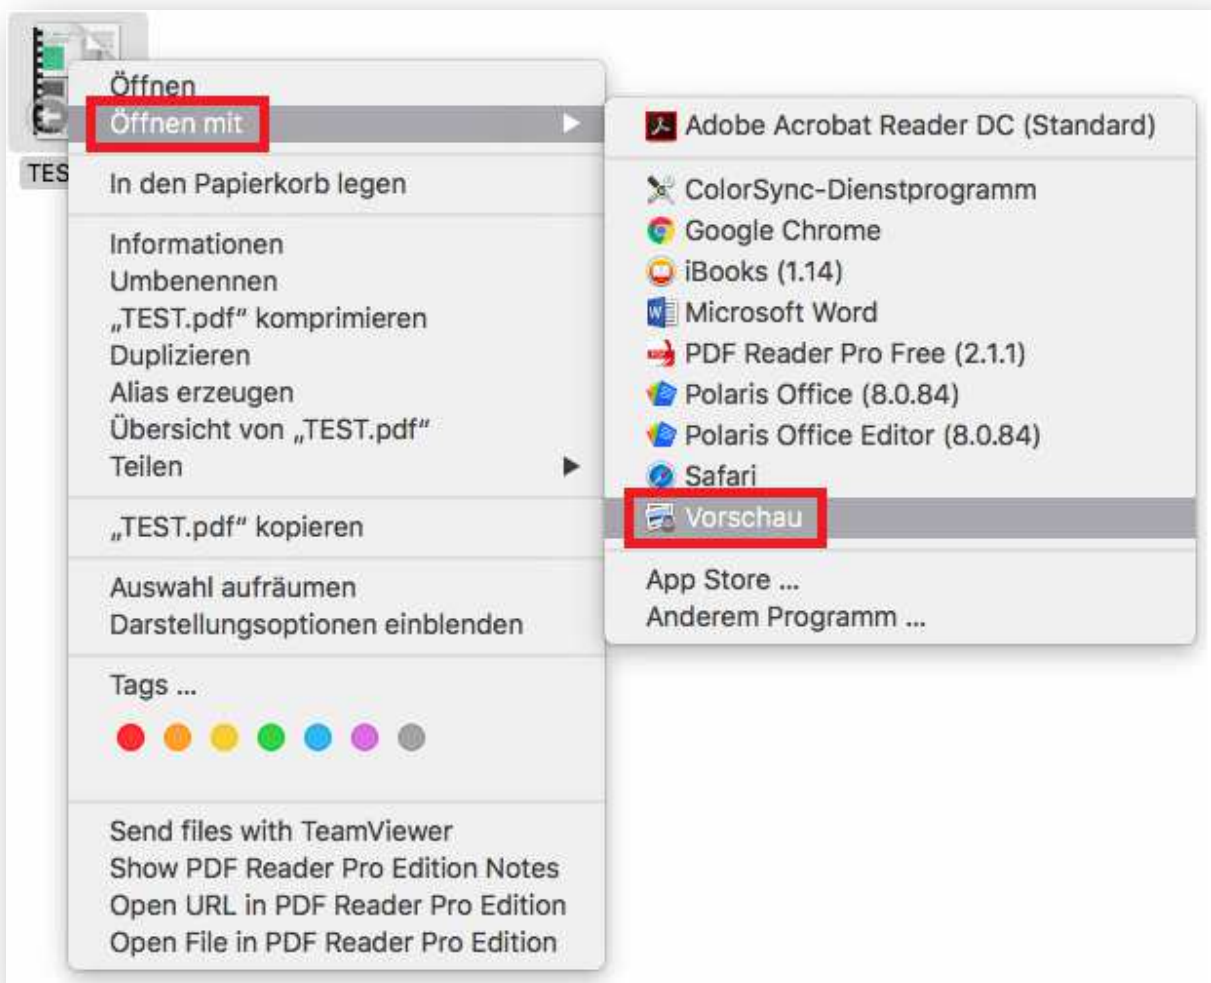 TES
Öffnen
Öffnen mit
In den Papierkorb legen
Informationen
Umbenennen
„TEST.pdf“ komprimieren
Duplizieren
Alias erzeugen
Übersicht von „TEST.pdf“
Teilen
„TEST.pdf“ kopieren
Auswahl aufräumen
Darstellungsoptionen einblenden
Tags ...
Send files with TeamViewer
Show PDF Reader Pro Edition Notes
Open URL in PDF Reader Pro Edition
Open File in PDF Reader Pro Edition
Adobe Acrobat Reader DC (Standard)
ColorSync-Dienstprogramm
Google Chrome
iBooks (1.14)
Microsoft Word
PDF Reader Pro Free (2.1.1)
Polaris Office (8.0.84)
Polaris Office Editor (8.0.84)
Safari
Vorschau
App Store ...
Anderem Programm ...